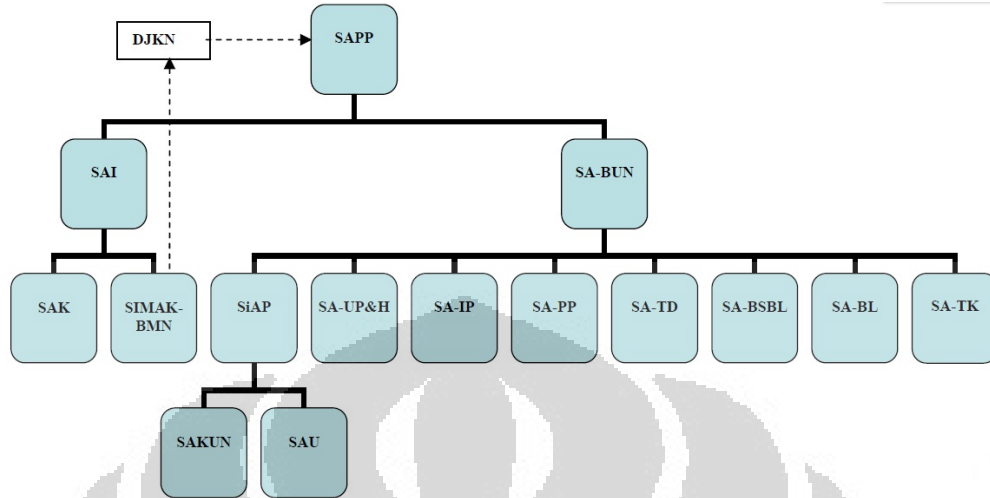 DJKN
SAPP
SAI
SA-BUN
SAK
SIMAK-
BMN
SiAP
SA-UP&H
SA-IP
SA-PP
SA-TD
SA-BSBL
SA-BL
SA-TK
SAKUN
SAU